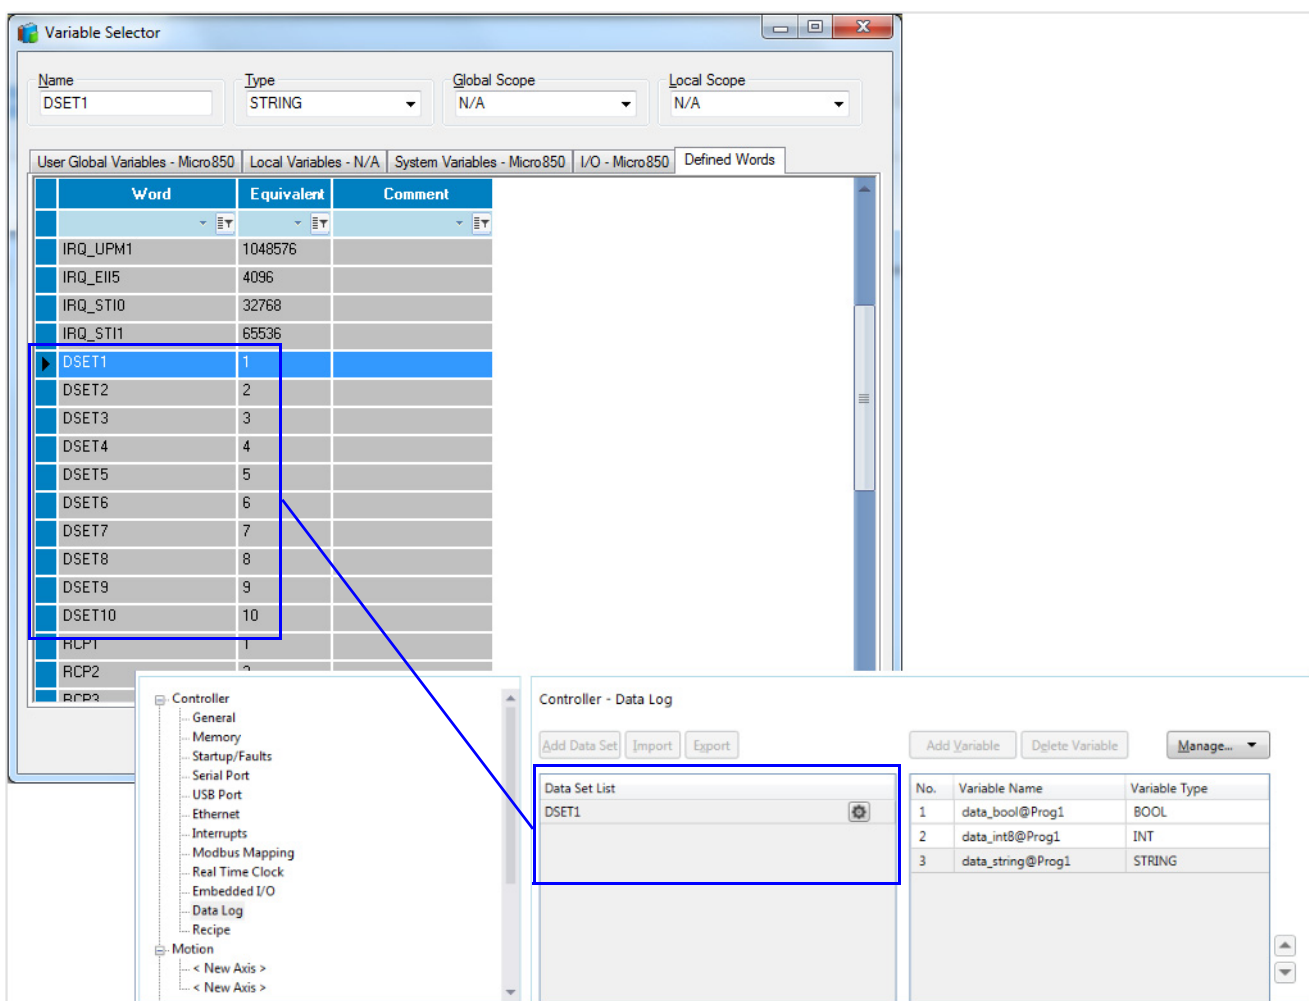 Variable Selector
Name Type Global Scope Local Scope
DSET1 STRING N/A N/A
User Global Variables - Micro850 Local Variables - N/A System Variables - Micro850 I/O - Micro850 Defined Words
Word Equivalent Comment
IRQ_UPM1 1048576
IRQ_EII5 4096
IRQ_STI0 32768
IRQ_STI1 65536
DSET1 1
DSET2 2
DSET3 3
DSET4 4
DSET5 5
DSET6 6
DSET7 7
DSET8 8
DSET9 9
DSET10 10
RCP1 1
RCP2 2
RCP3
Controller
General
Memory
Startup/Faults
Serial Port
USB Port
Ethernet
Interrupts
Modbus Mapping
Real Time Clock
Embedded I/O
Data Log
Recipe
Motion
< New Axis >
< New Axis >
Controller - Data Log
Add Data Set Import Export Add Variable Delete Variable Manage...
Data Set List
DSET1
No. Variable Name Variable Type
1 data_bool@Prog1 BOOL
2 data_int8@Prog1 INT
3 data_string@Prog1 STRING